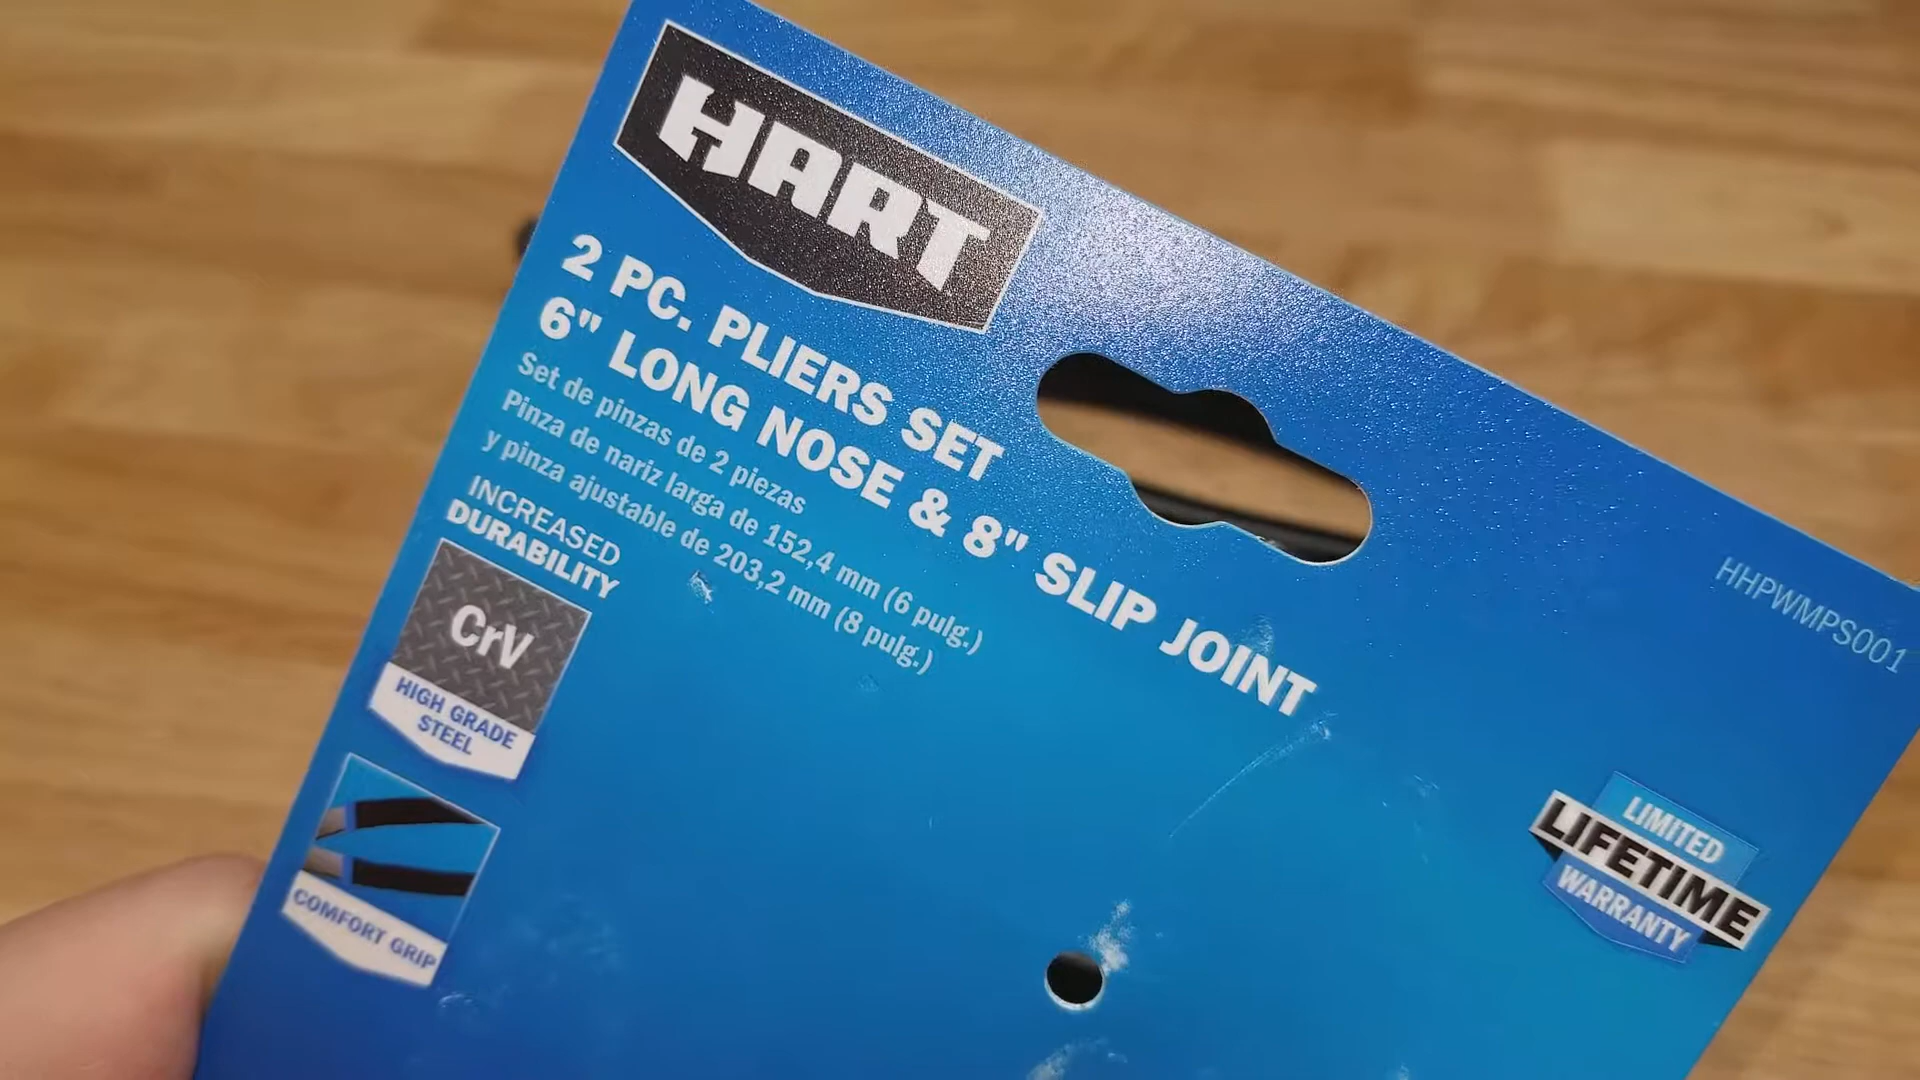 HART
2 PC. PLIERS SET
6" LONG NOSE & 8" SLIP JOINT
Set de pinzas de 2 piezas
Pinza de nariz larga de 152,4 mm (6 pulg.)
y pinza ajustable de 203,2 mm (8 pulg.)
INCREASED
DURABILITY
CrV
HIGH GRADE
STEEL
COMFORT GRIP
HHPWMPS001
LIMITED
LIFETIME
WARRANTY